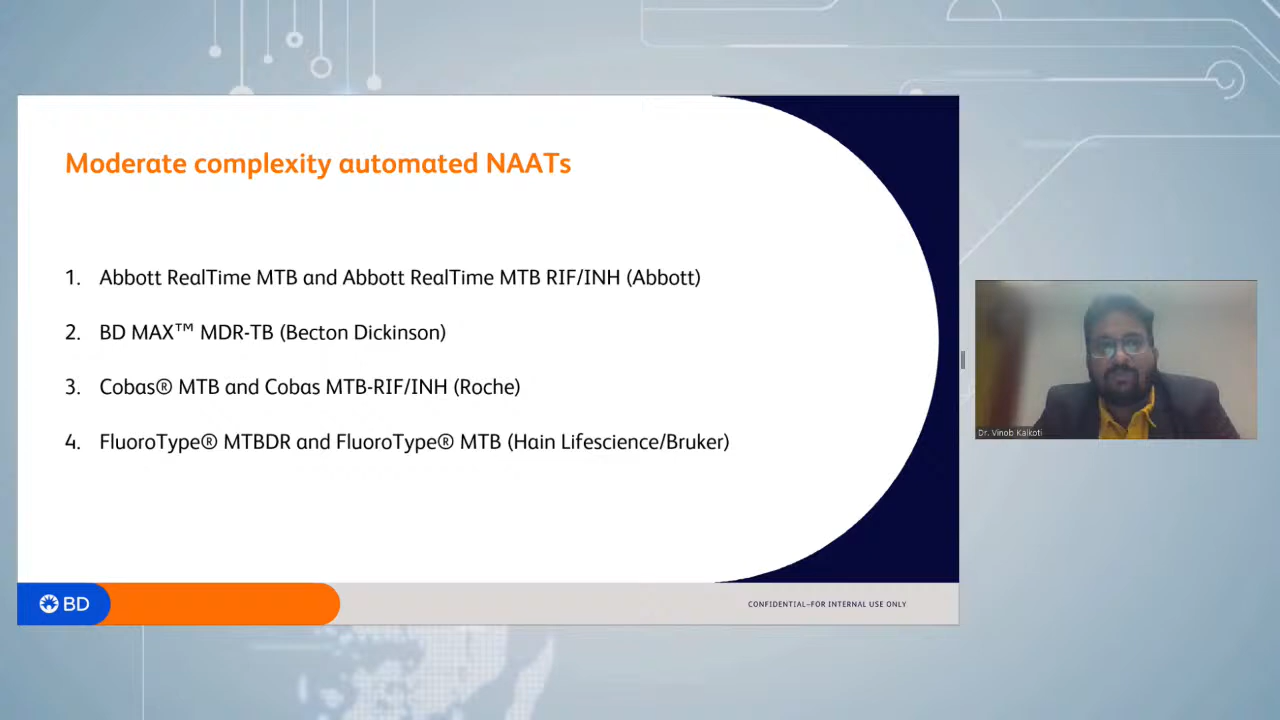 Moderate complexity automated NAATs
1. Abbott RealTime MTB and Abbott RealTime MTB RIF/INH (Abbott)
2. BD MAX™ MDR-TB (Becton Dickinson)
3. Cobas® MTB and Cobas MTB-RIF/INH (Roche)
4. FluoroType® MTBDR and FluoroType® MTB (Hain Lifescience/Bruker)
Dr. Vinob Kalkoti
BD
CONFIDENTIAL–FOR INTERNAL USE ONLY